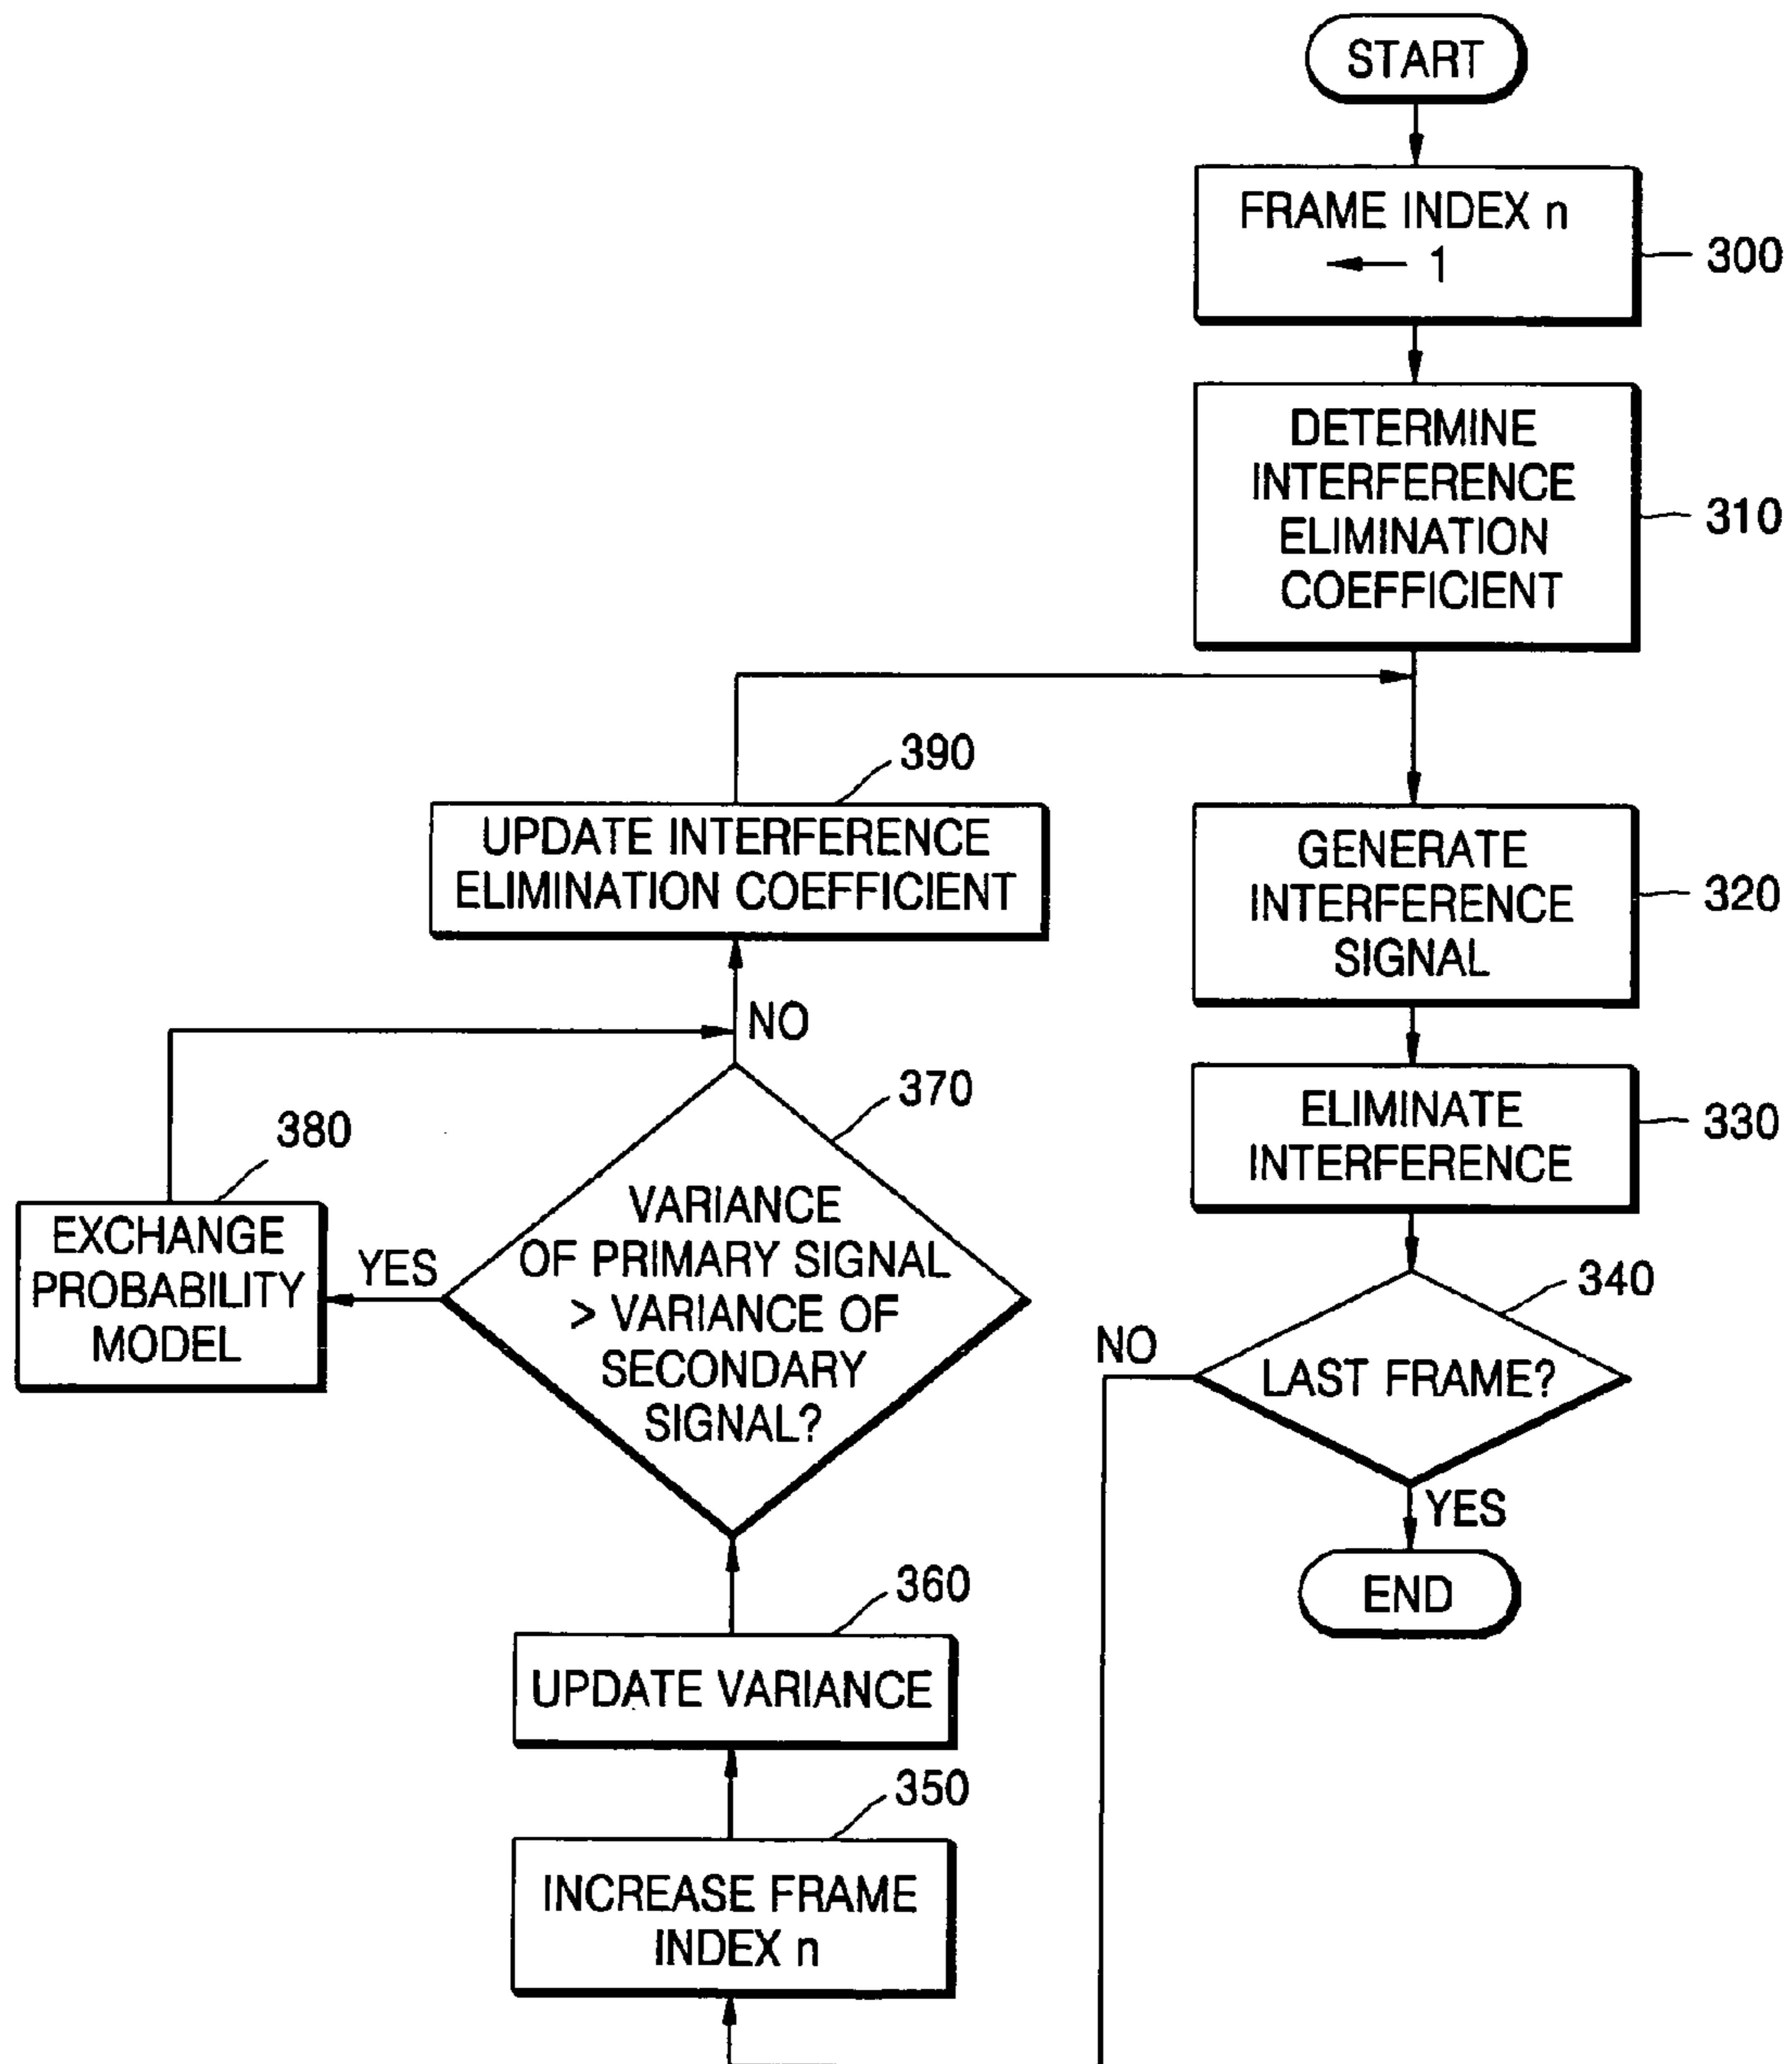 START
FRAME INDEX n
← 1
300
DETERMINE
INTERFERENCE
ELIMINATION
COEFFICIENT
310
390
UPDATE INTERFERENCE
ELIMINATION COEFFICIENT
GENERATE
INTERFERENCE
SIGNAL
320
NO
370
380
ELIMINATE
INTERFERENCE
330
EXCHANGE
PROBABILITY
MODEL
YES
VARIANCE
OF PRIMARY SIGNAL
> VARIANCE OF
SECONDARY
SIGNAL?
340
NO
LAST FRAME?
YES
END
360
UPDATE VARIANCE
350
INCREASE FRAME
INDEX n